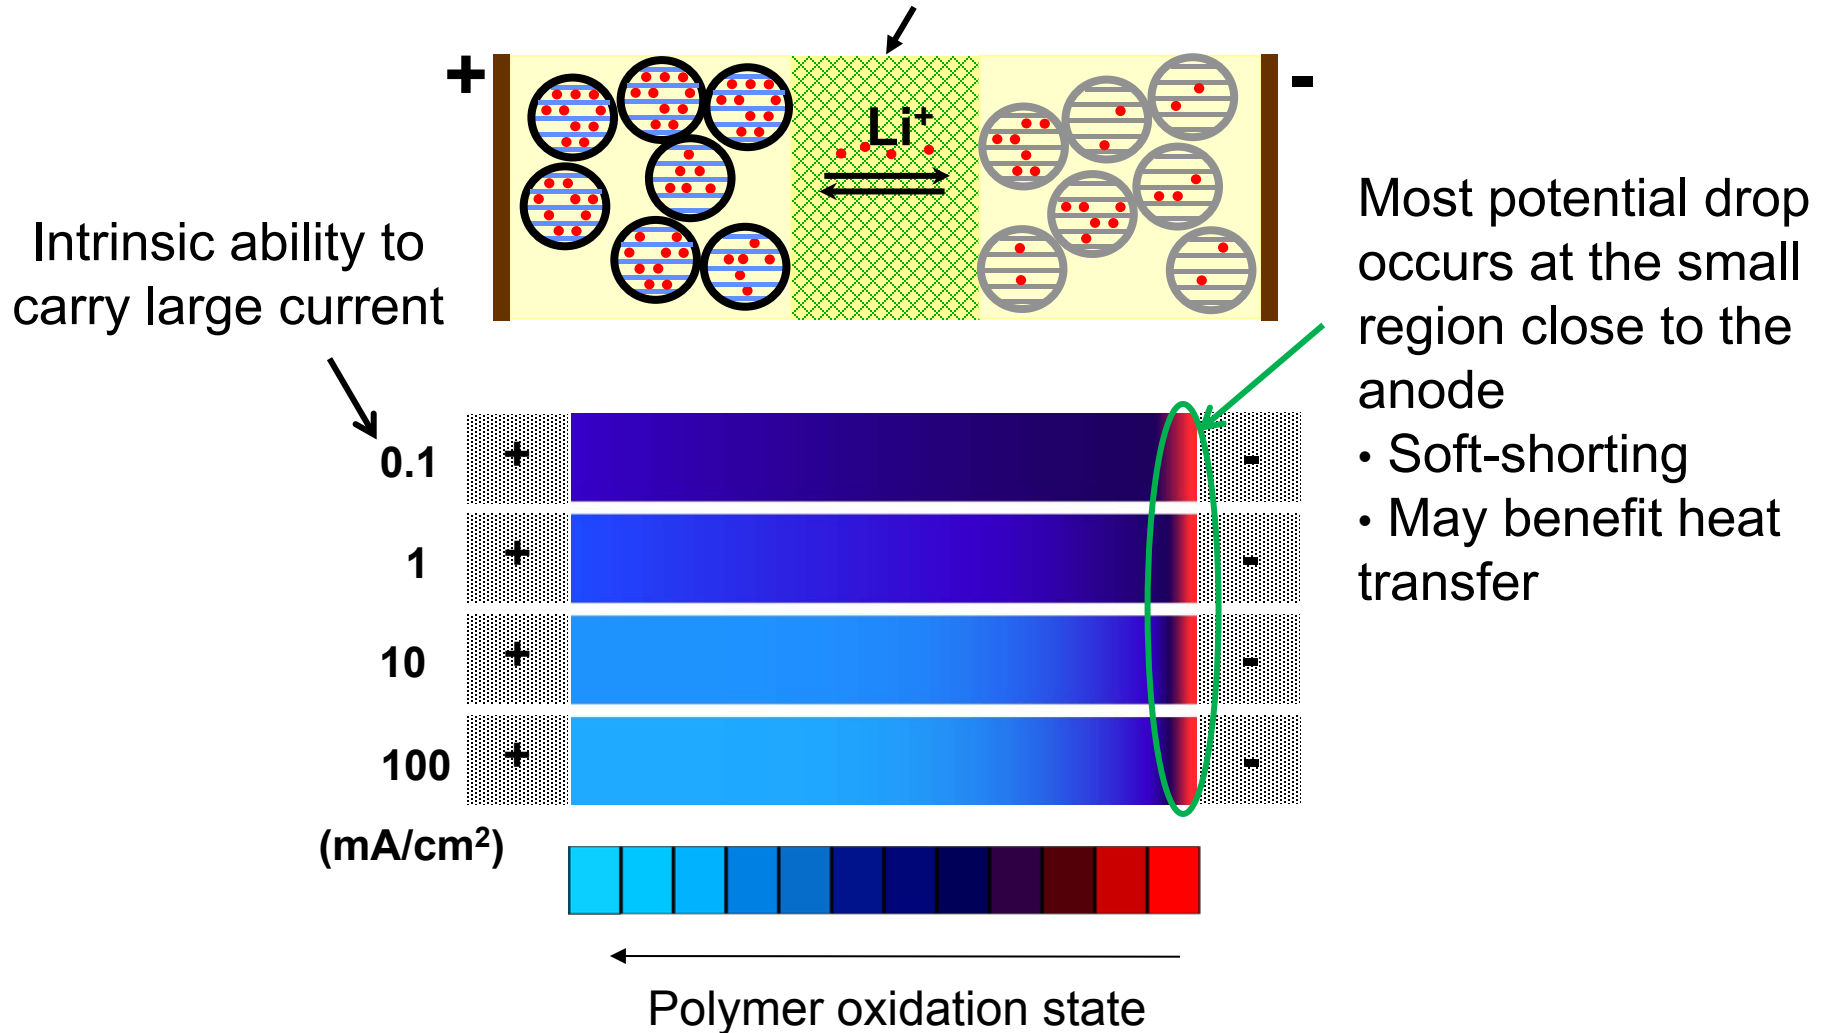 +
-
Li⁺
Intrinsic ability to
carry large current
Most potential drop
occurs at the small
region close to the
anode
• Soft-shorting
• May benefit heat
transfer
0.1 + -
1 + -
10 + -
100 + -
(mA/cm²)
Polymer oxidation state